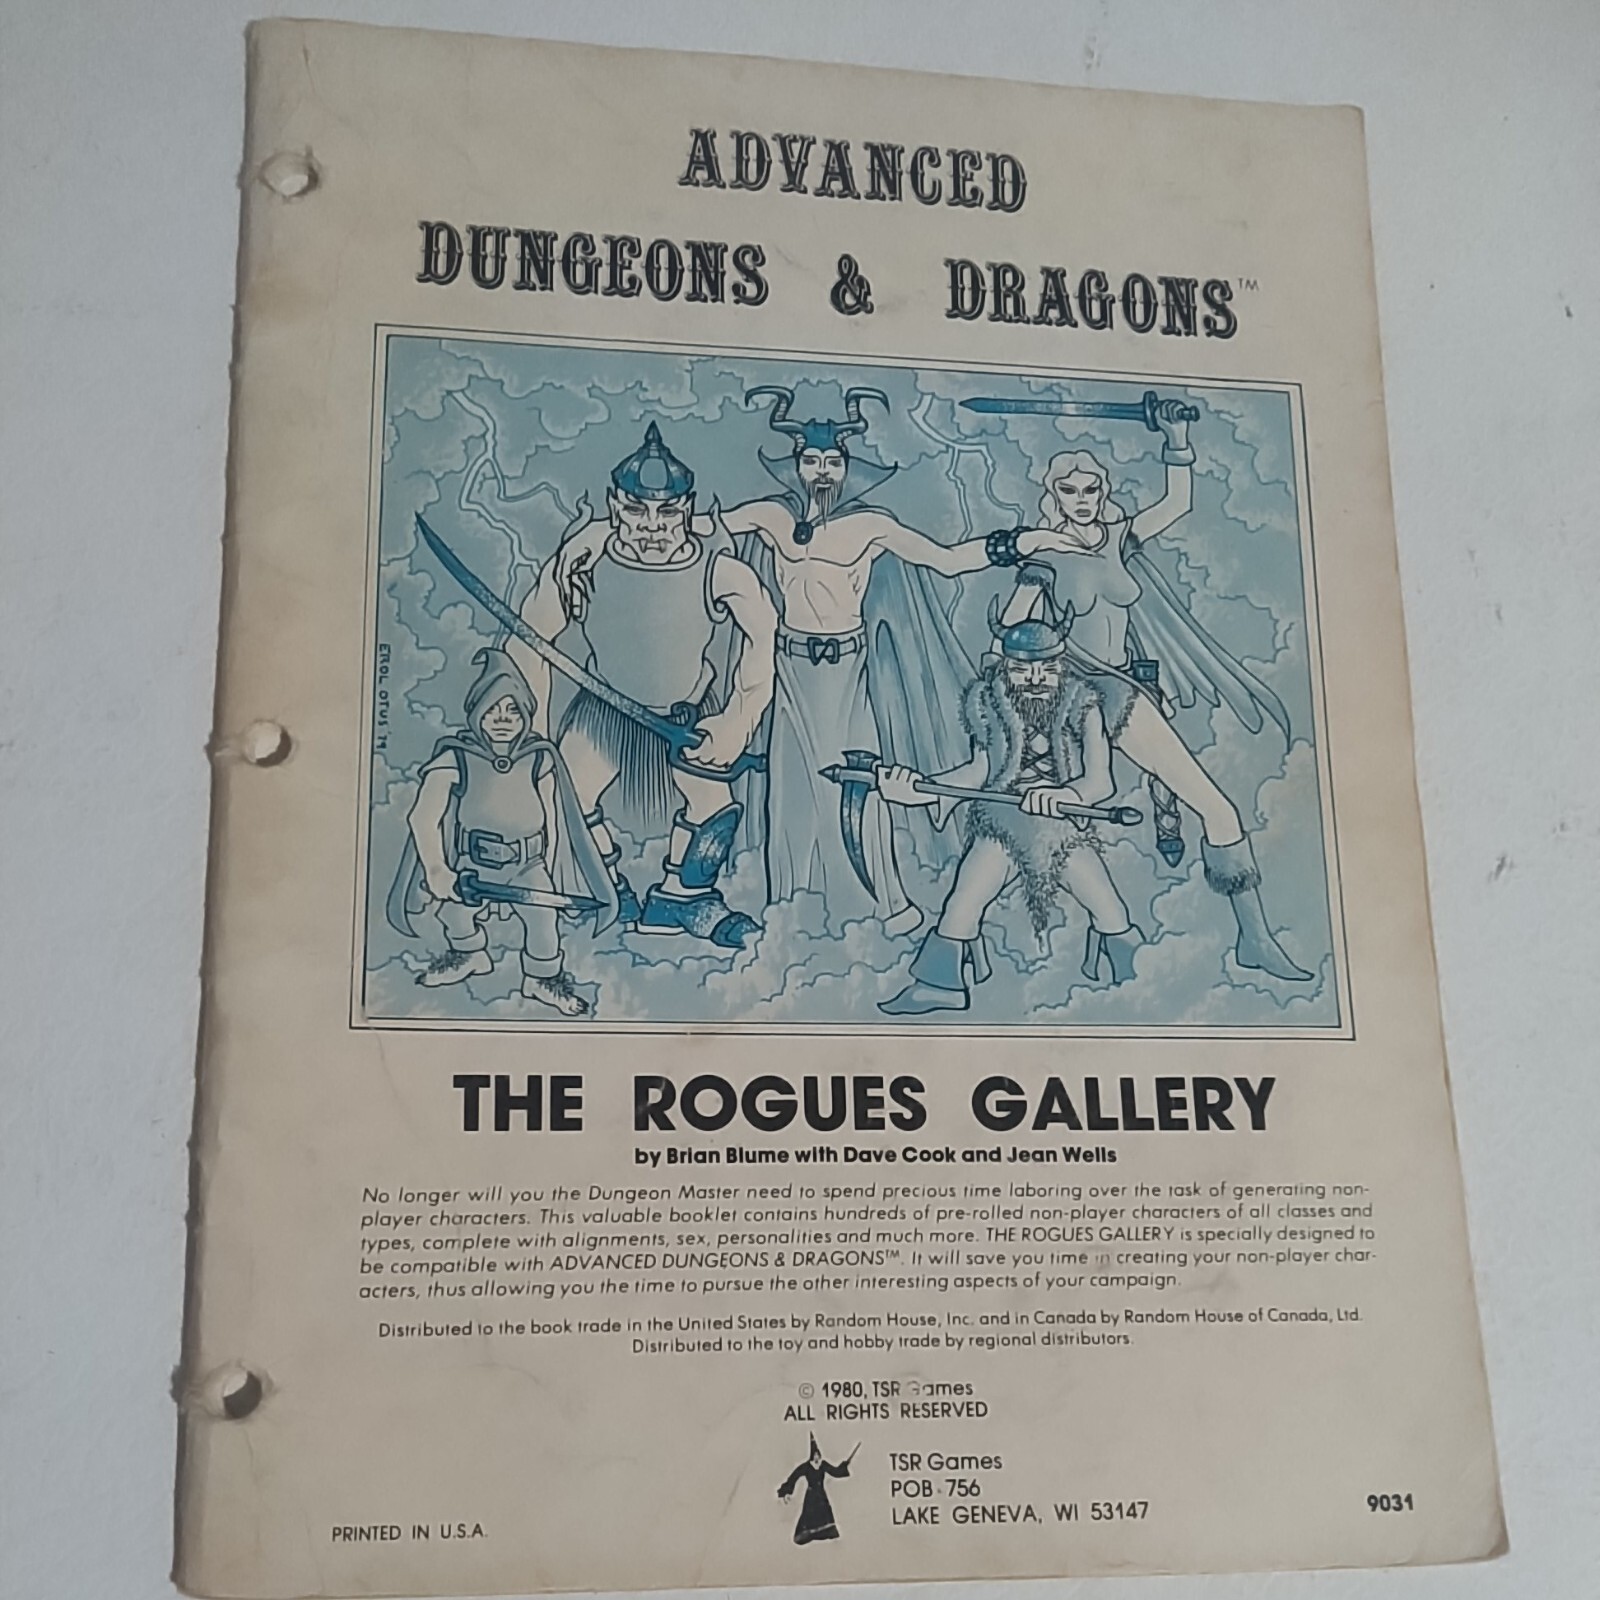 ADVANCED
DUNGEONS & DRAGONS™
EROL OTUS '79
THE ROGUES GALLERY
by Brian Blume with Dave Cook and Jean Wells
No longer will you the Dungeon Master need to spend precious time laboring over the task of generating non-
player characters. This valuable booklet contains hundreds of pre-rolled non-player characters of all classes and
types, complete with alignments, sex, personalities and much more. THE ROGUES GALLERY is specially designed to
be compatible with ADVANCED DUNGEONS & DRAGONS™. It will save you time in creating your non-player char-
acters, thus allowing you the time to pursue the other interesting aspects of your campaign.
Distributed to the book trade in the United States by Random House, Inc. and in Canada by Random House of Canada, Ltd.
Distributed to the toy and hobby trade by regional distributors.
© 1980, TSR Games
ALL RIGHTS RESERVED
TSR Games
POB 756
LAKE GENEVA, WI 53147
9031
PRINTED IN U.S.A.